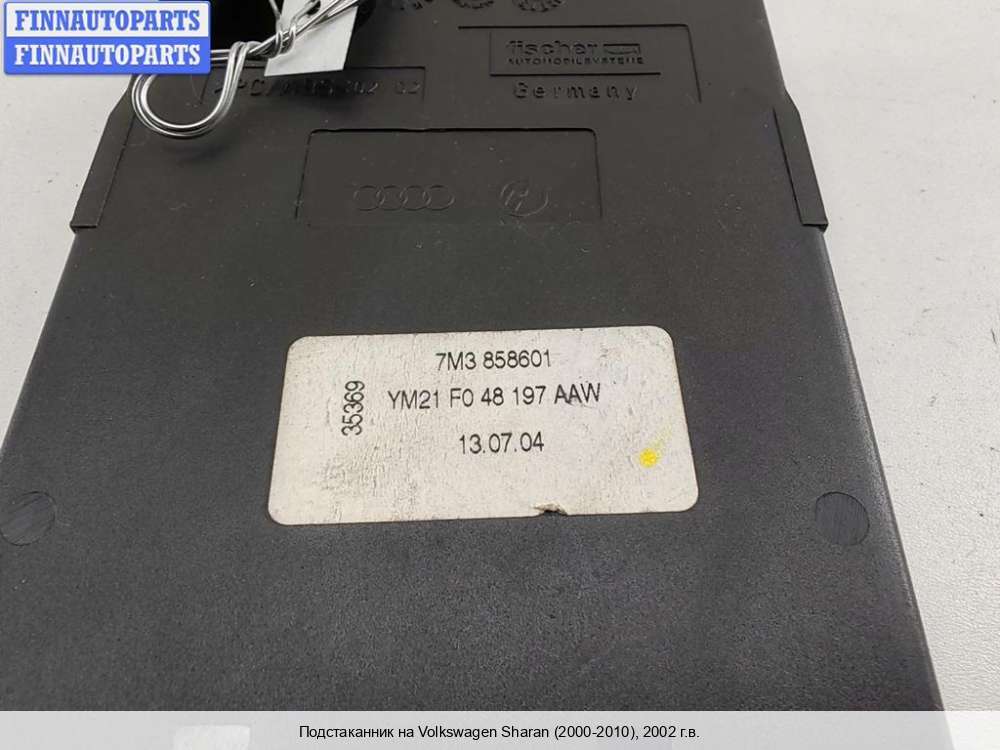 FINNAUTOPARTS
FINNAUTOPARTS
fischer
AUTOMOBILSYSTEME
Germany
7M3 858601
YM21 F0 48 197 AAW
35369
13.07.04
Подстаканник на Volkswagen Sharan (2000-2010), 2002 г.в.